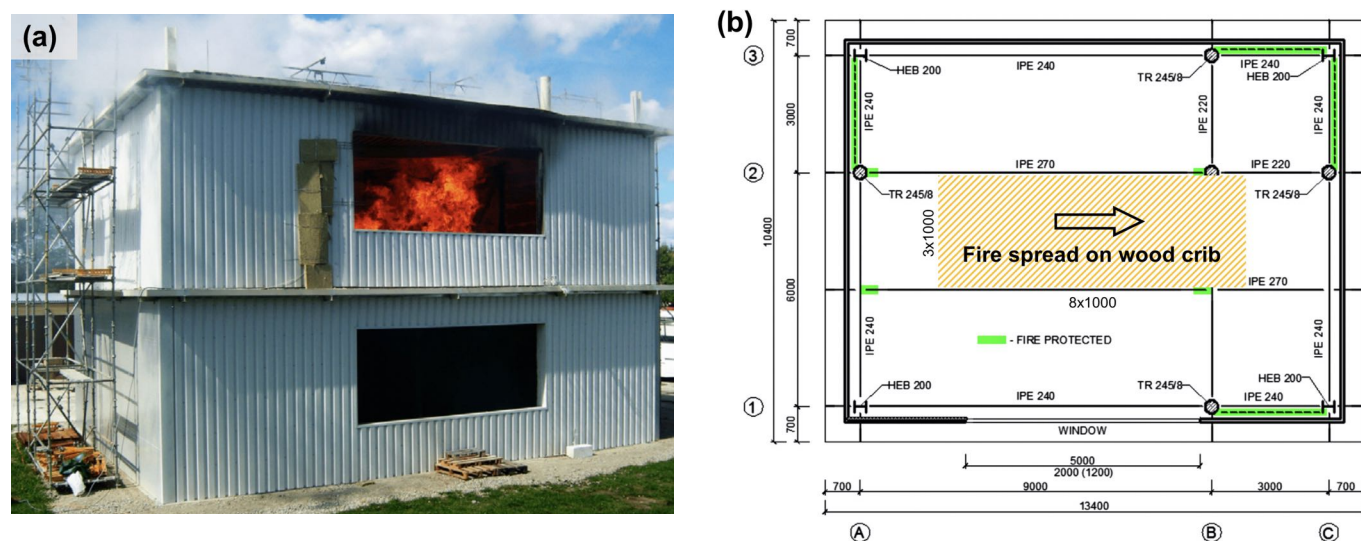 (a)
(b)
700
3
IPE 240
IPE 240
HEB 200
TR 245/8
HEB 200
3000
IPE 240
IPE 220
IPE 240
2
IPE 270
IPE 220
TR 245/8
TR 245/8
10400
3x1000
Fire spread on wood crib
6000
IPE 270
8x1000
IPE 240
- FIRE PROTECTED
IPE 240
HEB 200
TR 245/8
HEB 200
1
IPE 240
IPE 240
700
WINDOW
5000
2000 (1200)
700
9000
3000
700
13400
A
B
C